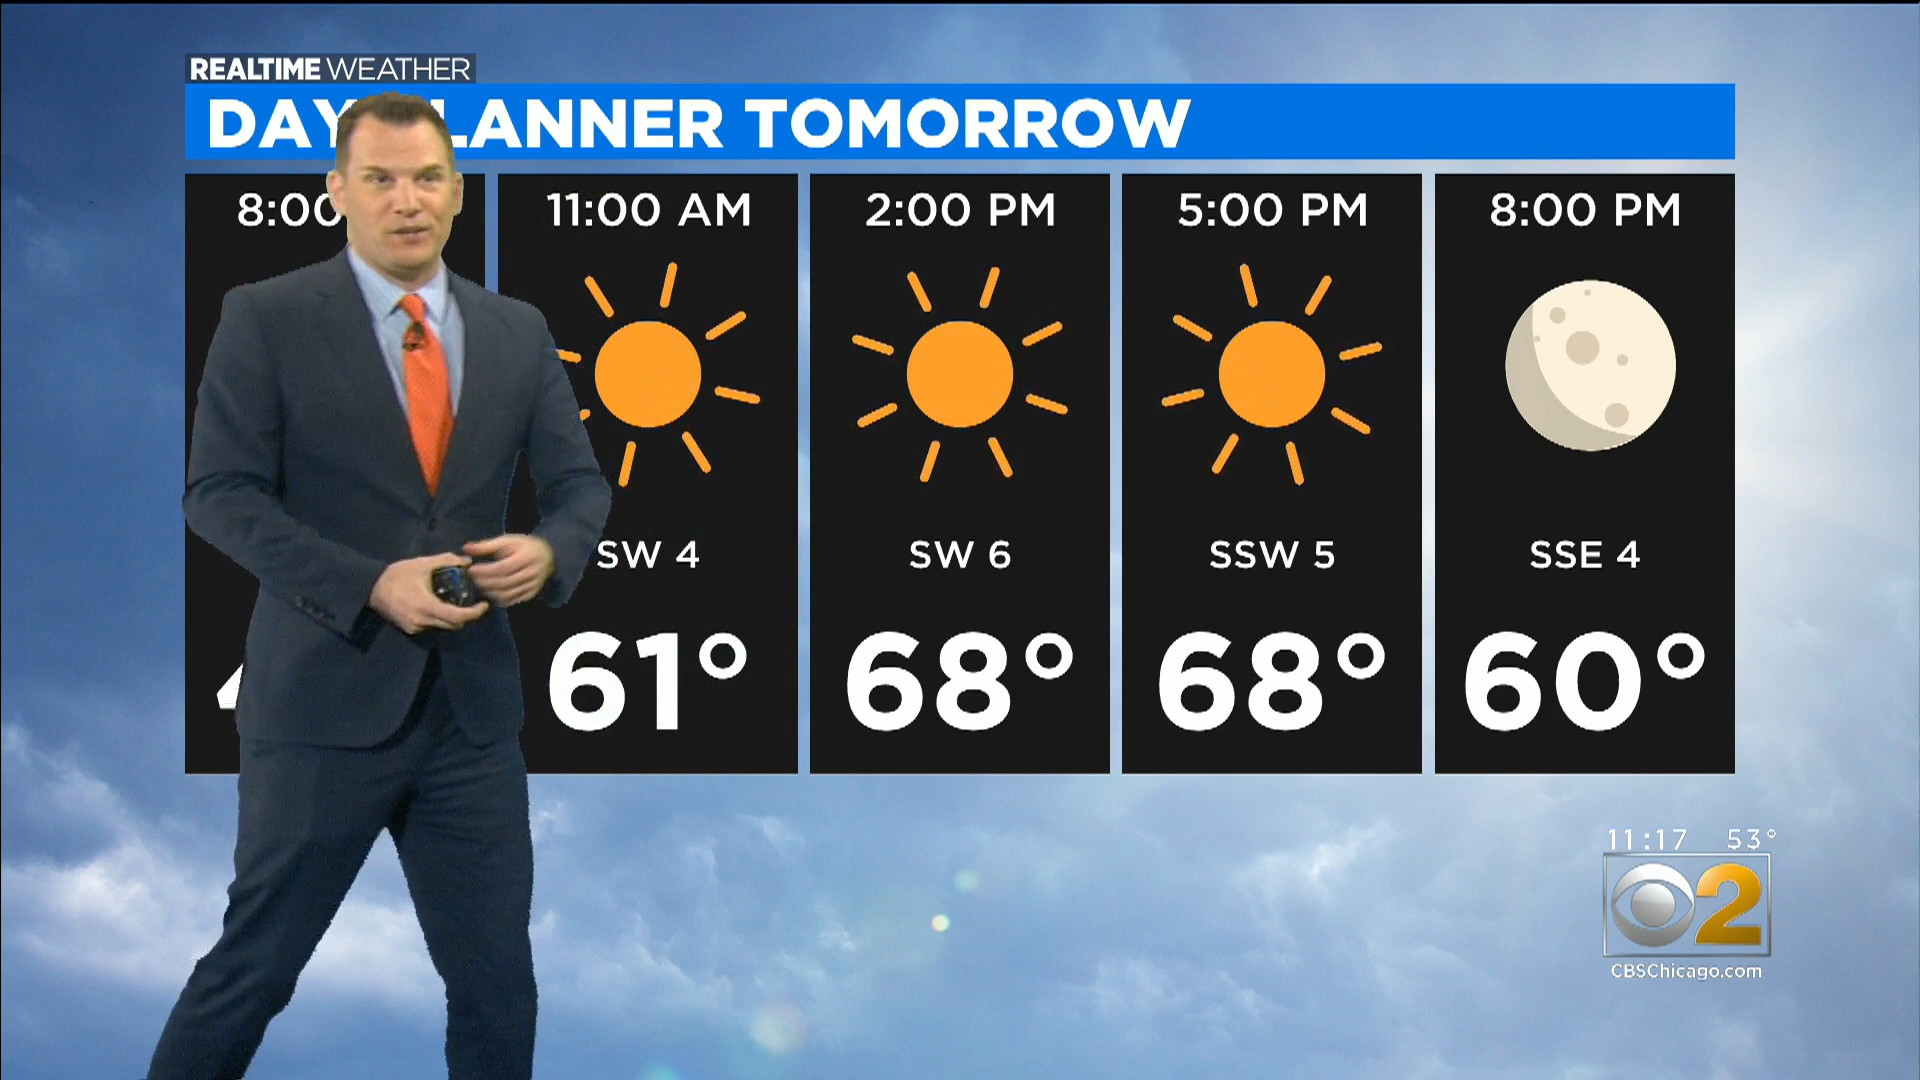 REALTIME WEATHER
DAY LANNER TOMORROW
8:00 11:00 AM 2:00 PM 5:00 PM 8:00 PM
SW 4 SW 6 SSW 5 SSE 4
61° 68° 68° 60°
11:17 53°
2
CBSChicago.com